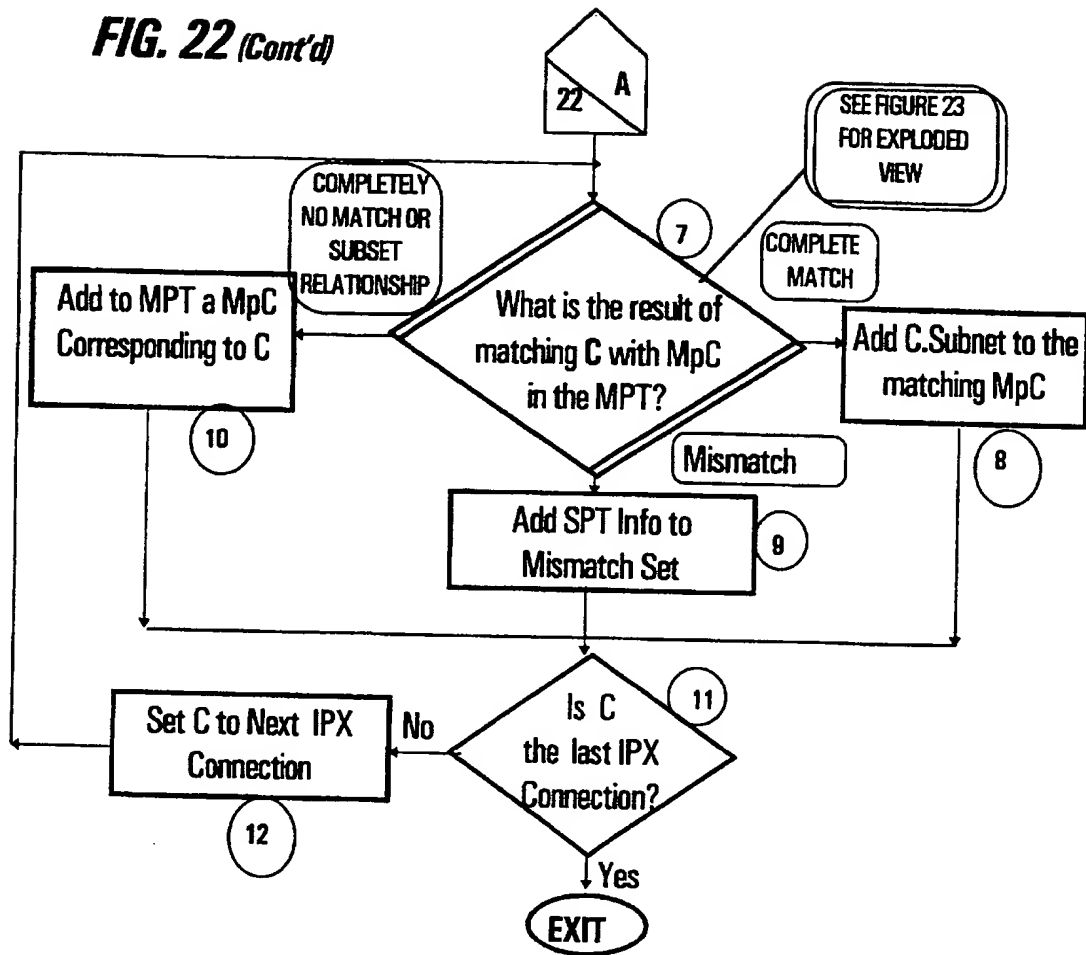 FIG. 22 (Cont'd)
22
A
SEE FIGURE 23
FOR EXPLODED
VIEW
COMPLETELY
NO MATCH OR
SUBSET
RELATIONSHIP
7
COMPLETE
MATCH
Add to MPT a MpC
Corresponding to C
What is the result of
matching C with MpC
in the MPT?
Add C.Subnet to the
matching MpC
10
Mismatch
8
Add SPT Info to
Mismatch Set
9
Is C
the last IPX
Connection?
11
Set C to Next IPX
Connection
No
12
Yes
EXIT